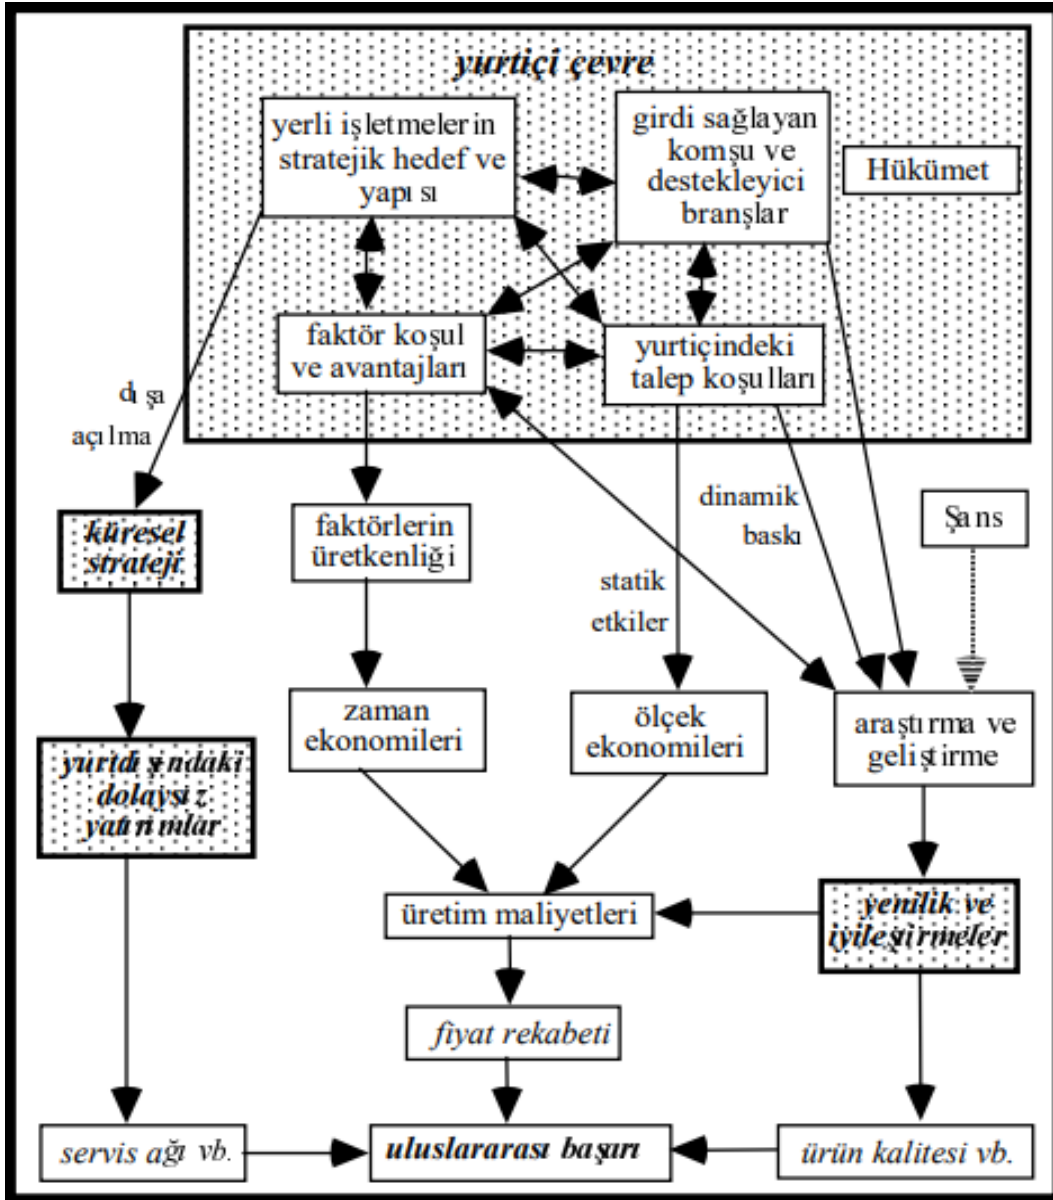 yurtiçi çevre
yerli işletmelerin
stratejik hedef ve
yapısı
girdi sağlayan
komşu ve
destekleyici
branşlar
Hükümet
faktör koşul
ve avantajları
yurtiçindeki
talep koşulları
dışa
açılma
küresel
strateji
faktörlerin
üretkenliği
dinamik
baskı
statik
etkiler
Şans
yurtdışındaki
dolaysiz
yatırımlar
zaman
ekonomileri
ölçek
ekonomileri
araştırma ve
geliştirme
üretim maliyetleri
yenilik ve
iyileştirmeler
fiyat rekabeti
servis ağı vb.
uluslararası başarı
ürün kalitesi vb.